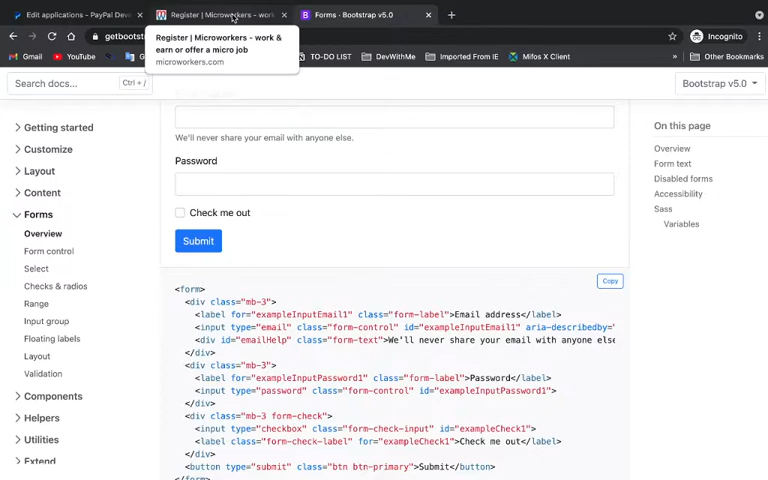 Edit applications – PayPal Deve
Register | Microworkers - work
Forms · Bootstrap v5.0
getbootst
Incognito
Register | Microworkers - work &
earn or offer a micro job
microworkers.com
Gmail
YouTube
TO-DO LIST
DevWithMe
Imported From IE
Mifos X Client
Other Bookmarks
Search docs...
Ctrl + /
Bootstrap v5.0
Getting started
Customize
Layout
Content
Forms
Overview
Form control
Select
Checks & radios
Range
Input group
Floating labels
Layout
Validation
Components
Helpers
Utilities
Extend
We'll never share your email with anyone else.
Password
Check me out
Submit
Copy
<form>
<div class="mb-3">
<label for="exampleInputEmail1" class="form-label">Email address</label>
<input type="email" class="form-control" id="exampleInputEmail1" aria-describedby="
<div id="emailHelp" class="form-text">We'll never share your email with anyone else
</div>
<div class="mb-3">
<label for="exampleInputPassword1" class="form-label">Password</label>
<input type="password" class="form-control" id="exampleInputPassword1">
</div>
<div class="mb-3 form-check">
<input type="checkbox" class="form-check-input" id="exampleCheck1">
<label class="form-check-label" for="exampleCheck1">Check me out</label>
</div>
<button type="submit" class="btn btn-primary">Submit</button>
</form>
On this page
Overview
Form text
Disabled forms
Accessibility
Sass
Variables